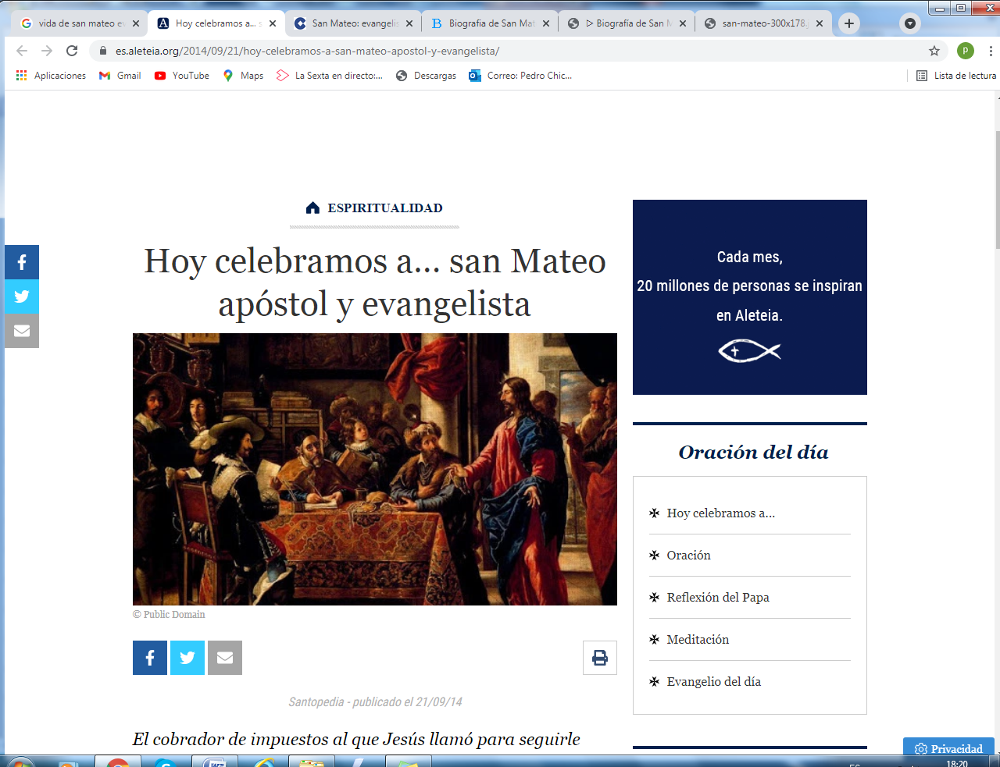 vida de san mateo ev
Hoy celebramos a... s
San Mateo: evangelis
Biografia de San Mat
Biografía de San M
san-mateo-300x178.j
es.aleteia.org/2014/09/21/hoy-celebramos-a-san-mateo-apostol-y-evangelista/
P
Aplicaciones
Gmail
YouTube
Maps
La Sexta en directo:...
Descargas
Correo: Pedro Chic...
Lista de lectura
ESPIRITUALIDAD
Hoy celebramos a... san Mateo
apóstol y evangelista
© Public Domain
Santopedia - publicado el 21/09/14
El cobrador de impuestos al que Jesús llamó para seguirle
Cada mes,
20 millones de personas se inspiran
en Aleteia.
Oración del día
Hoy celebramos a...
Oración
Reflexión del Papa
Meditación
Evangelio del día
Privacidad
18:20